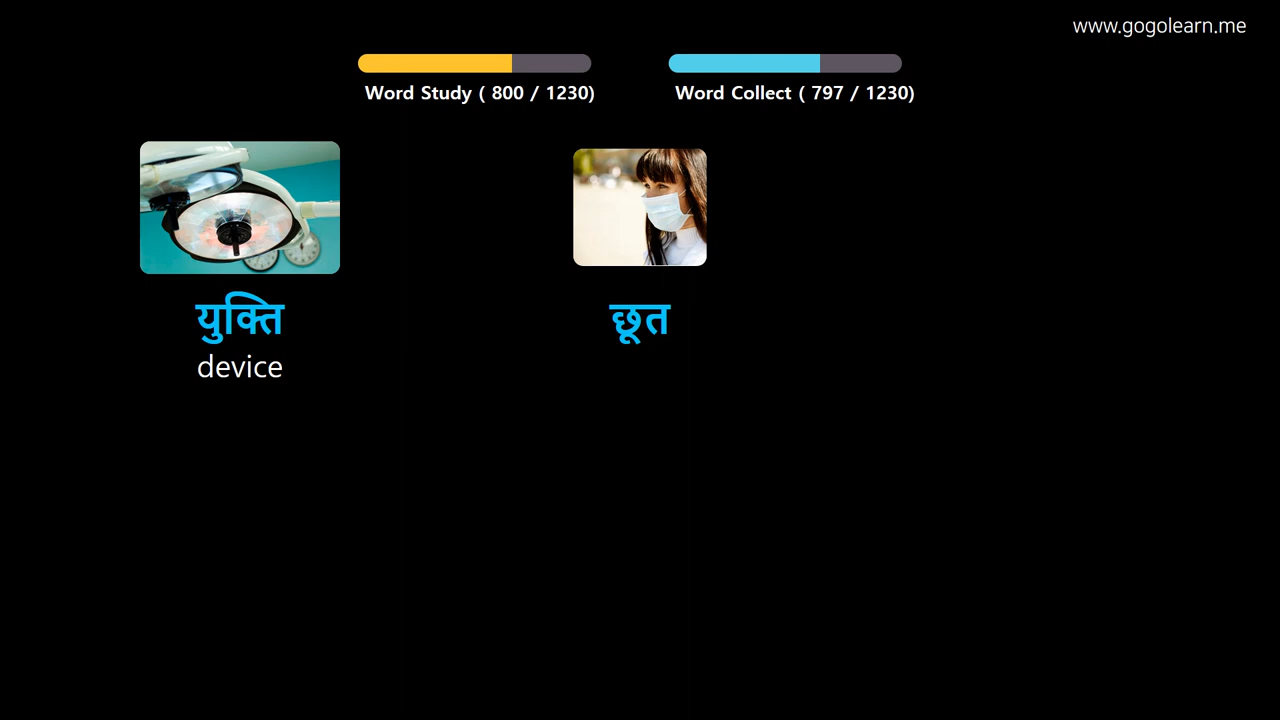 www.gogolearn.me
Word Study ( 800 / 1230)
Word Collect ( 797 / 1230)
युक्ति
device
छूत